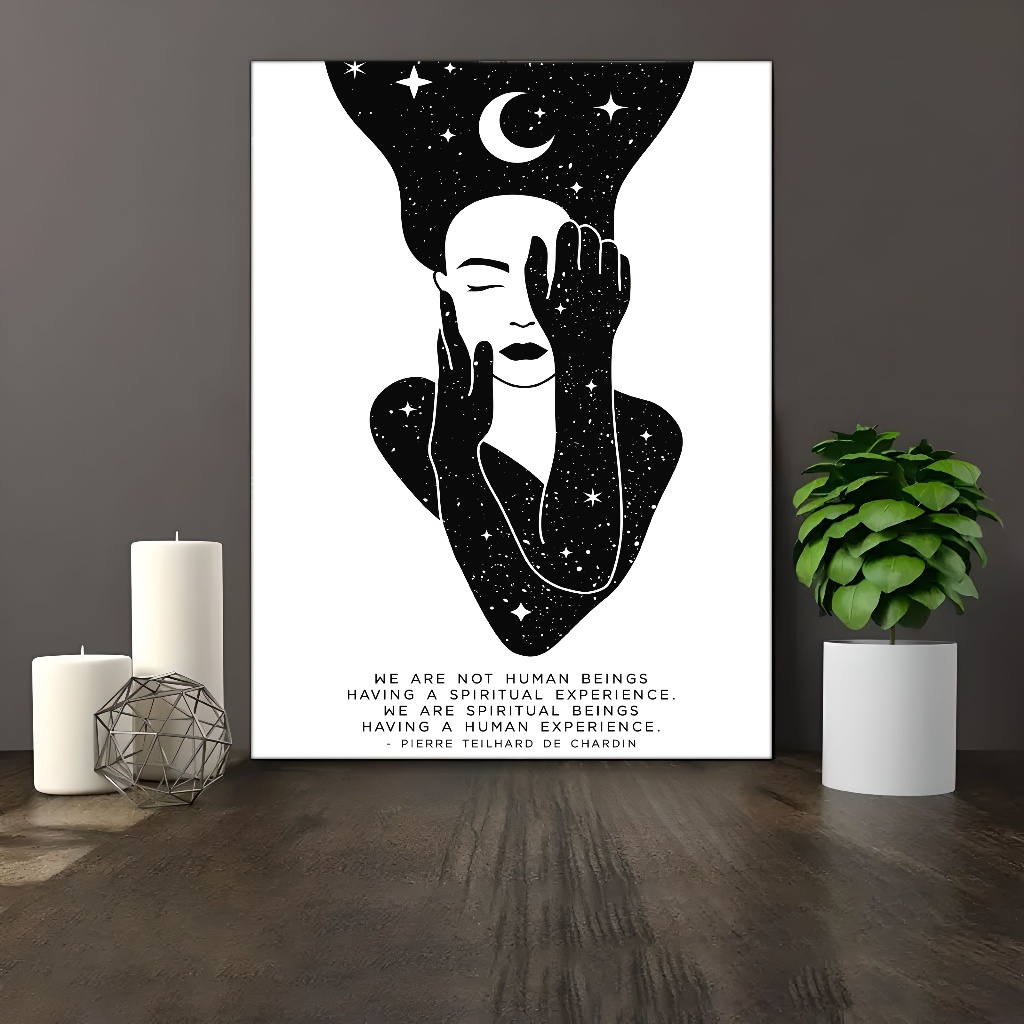 WE ARE NOT HUMAN BEINGS
HAVING A SPIRITUAL EXPERIENCE.
WE ARE SPIRITUAL BEINGS
HAVING A HUMAN EXPERIENCE.
- PIERRE TEILHARD DE CHARDIN